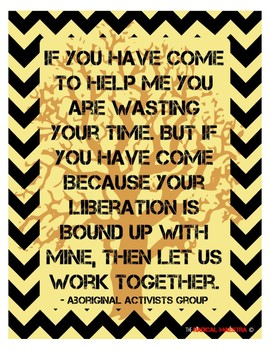 IF YOU HAVE COME
TO HELP ME YOU
ARE WASTING
YOUR TIME. BUT IF
YOU HAVE COME
BECAUSE YOUR
LIBERATION IS
BOUND UP WITH
MINE, THEN LET US
WORK TOGETHER.
- ABORIGINAL ACTIVISTS GROUP
THE RADICAL MAESTRA ©